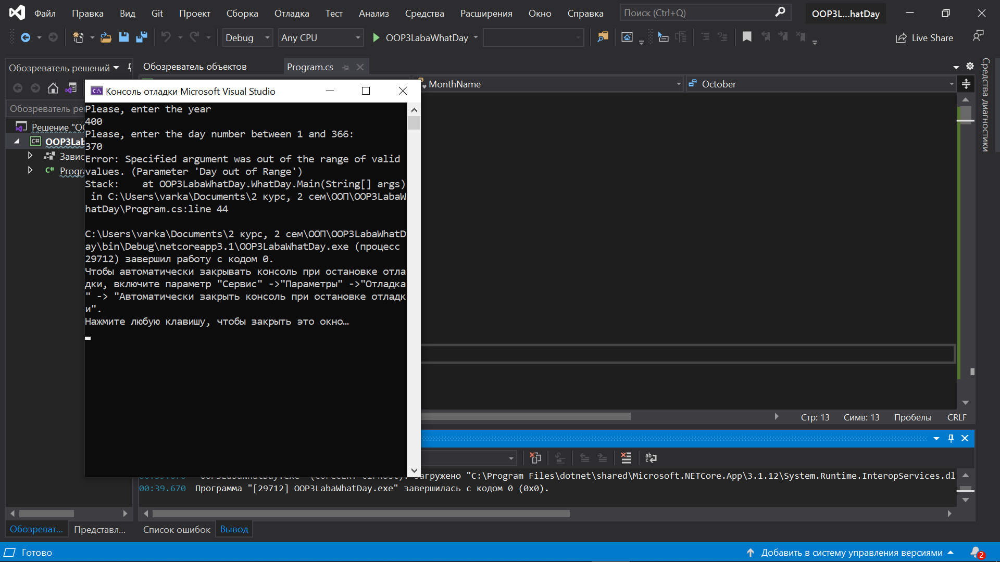 Файл Правка Вид Git Проект Сборка Отладка Тест Анализ Средства Расширения Окно Справка Поиск (Ctrl+Q) OOP3L...hatDay
Debug Any CPU OOP3LabaWhatDay Live Share
Обозреватель решений Обозреватель объектов Program.cs
MonthName October
Средства диагностики
Обозреватель
Решение "OO
OOP3Lab
Завис
Progra
Консоль отладки Microsoft Visual Studio
Please, enter the year
400
Please, enter the day number between 1 and 366:
370
Error: Specified argument was out of the range of valid
values. (Parameter 'Day out of Range')
Stack:    at OOP3LabaWhatDay.WhatDay.Main(String[] args)
 in C:\Users\varka\Documents\2 курс, 2 сем\ООП\OOP3LabaW
hatDay\Program.cs:line 44
C:\Users\varka\Documents\2 курс, 2 сем\ООП\OOP3LabaWhatD
ay\bin\Debug\netcoreapp3.1\OOP3LabaWhatDay.exe (процесс
29712) завершил работу с кодом 0.
Чтобы автоматически закрывать консоль при остановке отла
дки, включите параметр "Сервис" ->"Параметры" ->"Отладка
" -> "Автоматически закрыть консоль при остановке отладк
и".
Нажмите любую клавишу, чтобы закрыть это окно…
Стр: 13 Симв: 13 Пробелы CRLF
загружено "C:\Program Files\dotnet\shared\Microsoft.NETCore.App\3.1.12\System.Runtime.InteropServices.dl
00:39.670 Программа "[29712] OOP3LabaWhatDay.exe" завершилась с кодом 0 (0x0).
Обозреват... Представл... Список ошибок Вывод
Готово Добавить в систему управления версиями 2